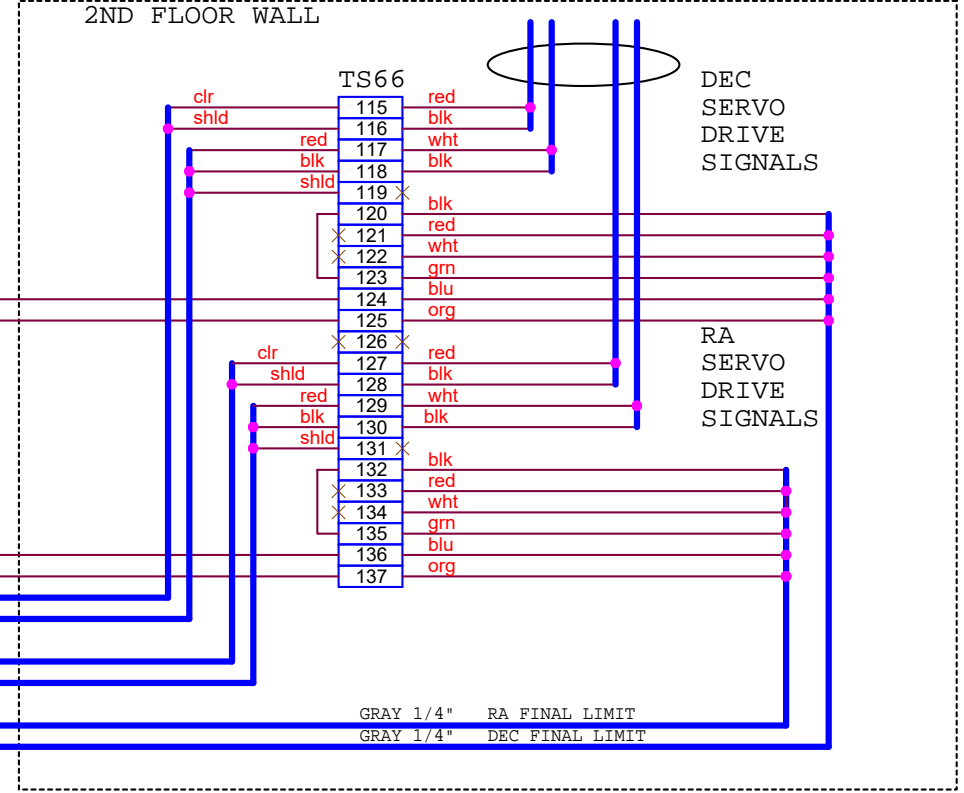 2ND FLOOR WALL
TS66
DEC
SERVO
DRIVE
SIGNALS
clr 115 red
shld 116 blk
red 117 wht
blk 118 blk
shld 119
120 blk
121 red
122 wht
123 grn
124 blu
125 org
126
RA
SERVO
DRIVE
SIGNALS
clr 127 red
shld 128 blk
red 129 wht
blk 130 blk
shld 131
132 blk
133 red
134 wht
135 grn
136 blu
137 org
GRAY 1/4" RA FINAL LIMIT
GRAY 1/4" DEC FINAL LIMIT